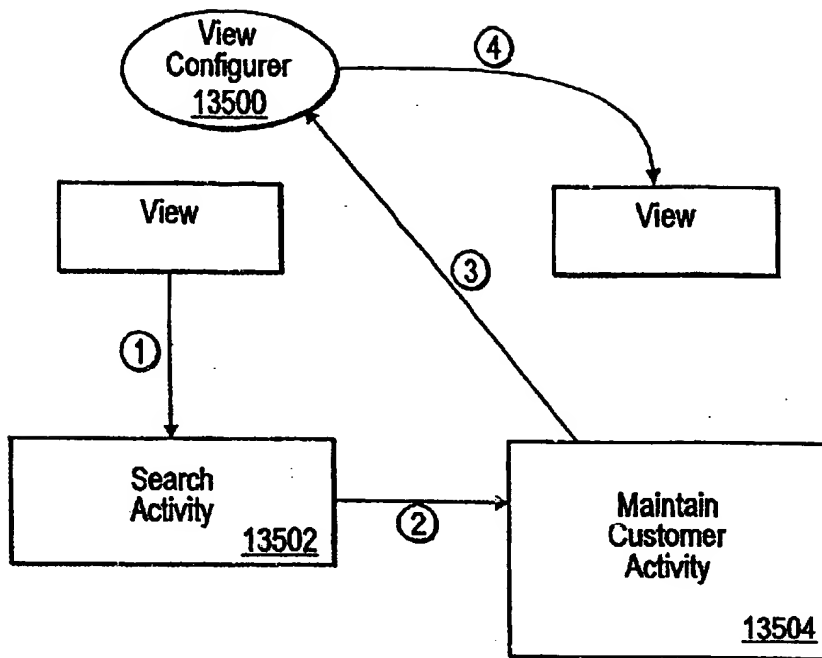 View
Configurer
13500
4
View
View
3
1
Search
Activity
13502
2
Maintain
Customer
Activity
13504